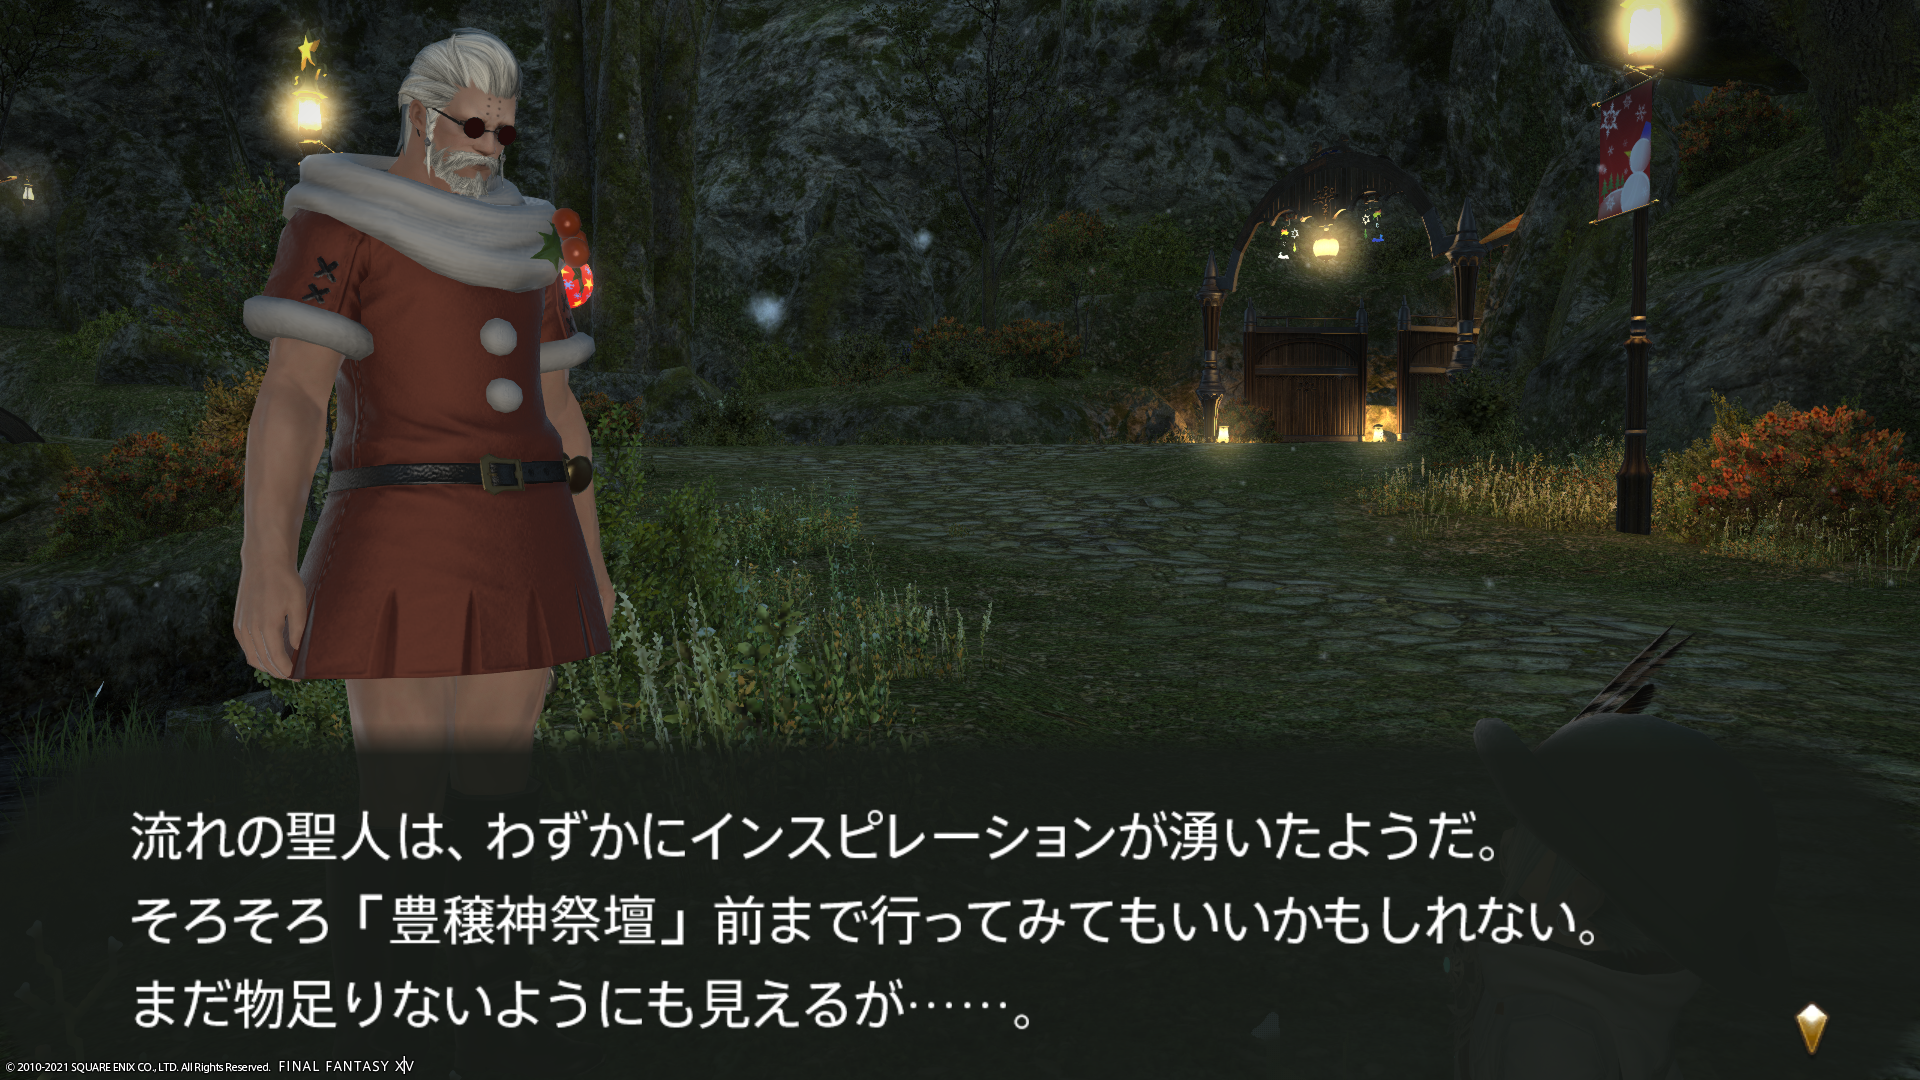 流れの聖人は、わずかにインスピレーションが湧いたようだ。
そろそろ「豊穣神祭壇」前まで行ってみてもいいかもしれない。
まだ物足りないようにも見えるが……。
© 2010-2021 SQUARE ENIX CO., LTD. All Rights Reserved. FINAL FANTASY XIV